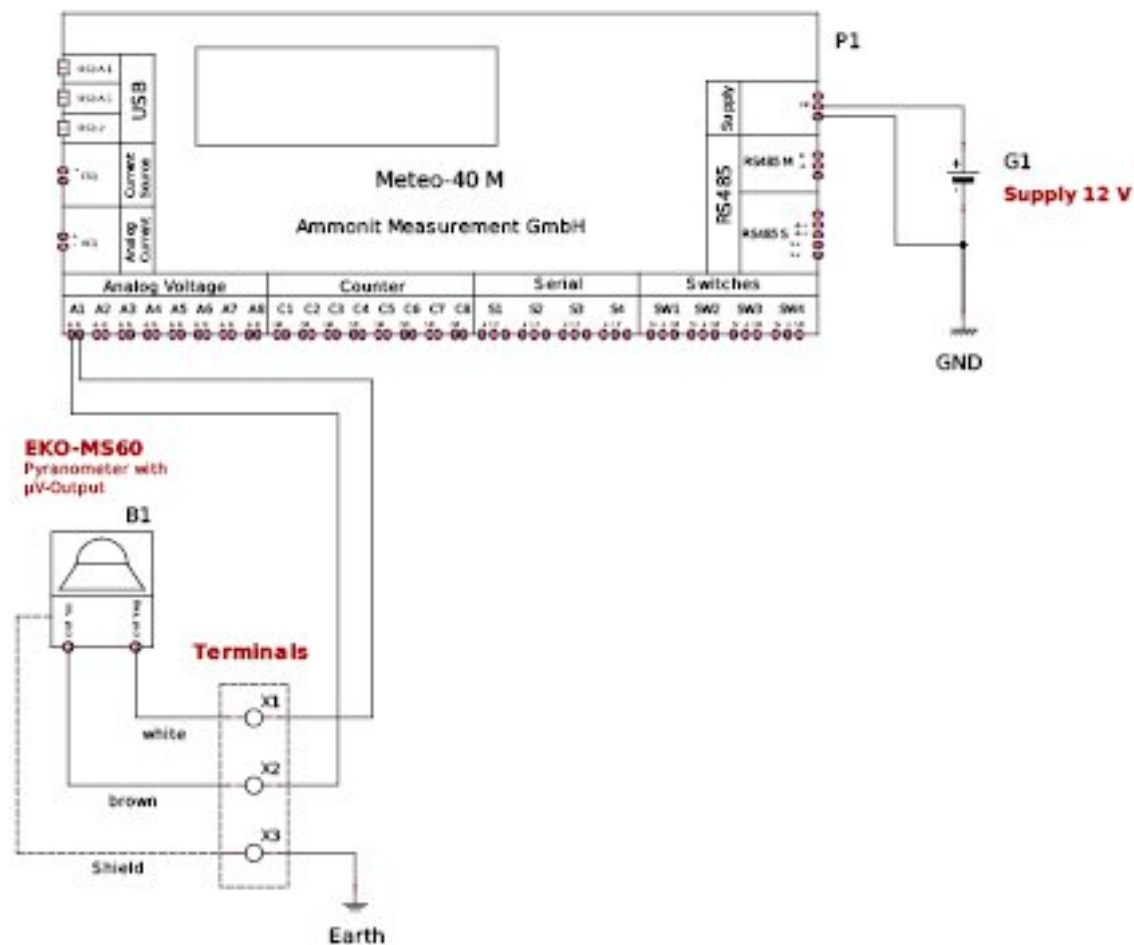 P1
USB
Supply
Current
Source
RS485 M
RS485
Meteo-40 M
G1
Supply 12 V
Analog
Current
Ammonit Measurement GmbH
RS485 S
Analog Voltage Counter Serial Switches
A1 A2 A3 A4 A5 A6 A7 A8 C1 C2 C3 C4 C5 C6 C7 C8 S1 S2 S3 S4 SW1 SW2 SW3 SW4
GND
EKO-MS60
Pyranometer with
µV-Output
B1
Terminals
X1
white
X2
brown
X3
Shield
Earth